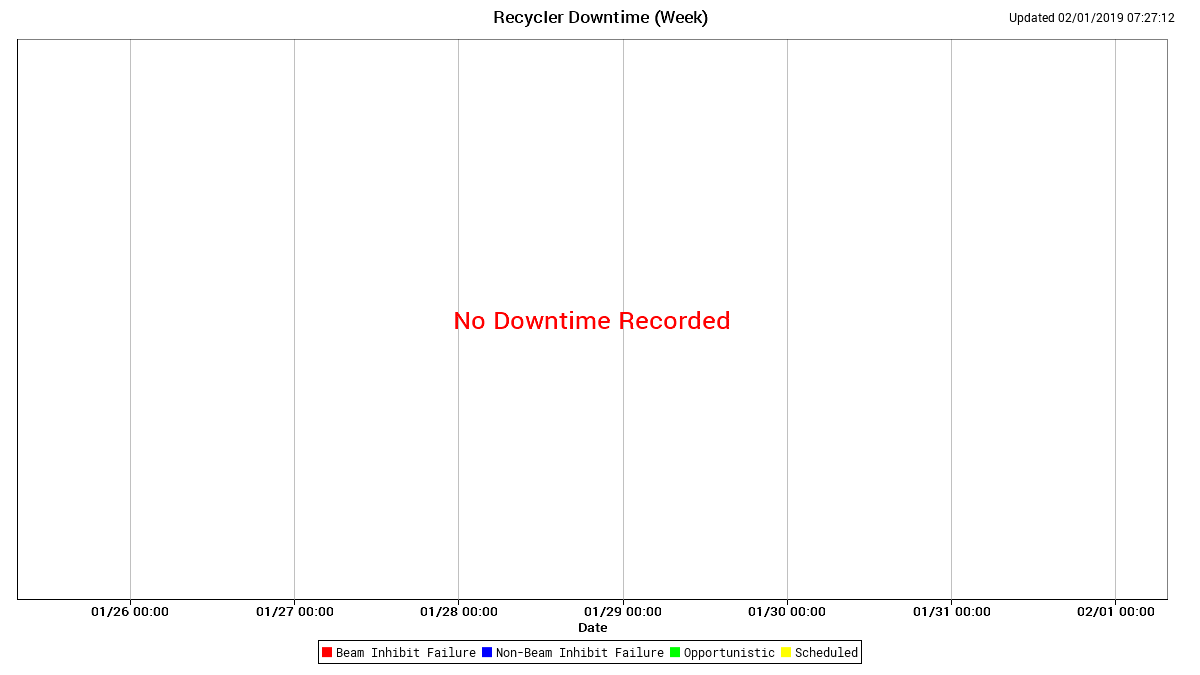 Recycler Downtime (Week)
Updated 02/01/2019 07:27:12
No Downtime Recorded
01/26 00:00 01/27 00:00 01/28 00:00 01/29 00:00 01/30 00:00 01/31 00:00 02/01 00:00
Date
Beam Inhibit Failure Non-Beam Inhibit Failure Opportunistic Scheduled